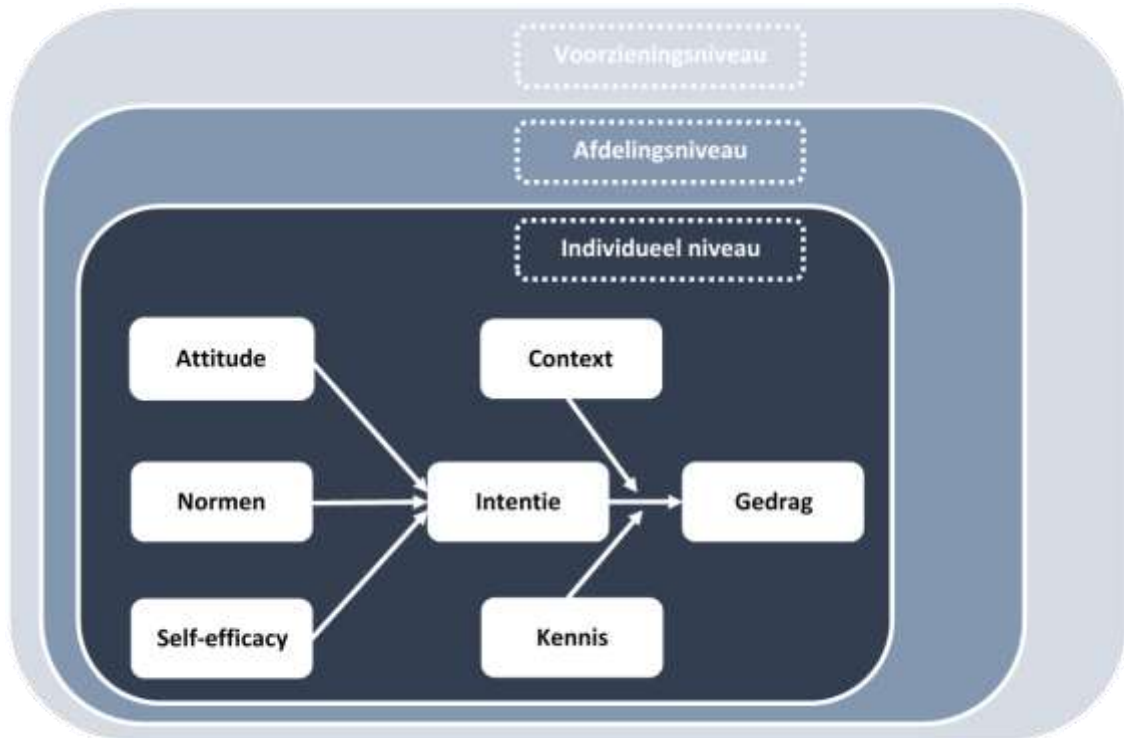 Voorzieningsniveau
Afdelingsniveau
Individueel niveau
Attitude
Context
Normen
Intentie
Gedrag
Self-efficacy
Kennis